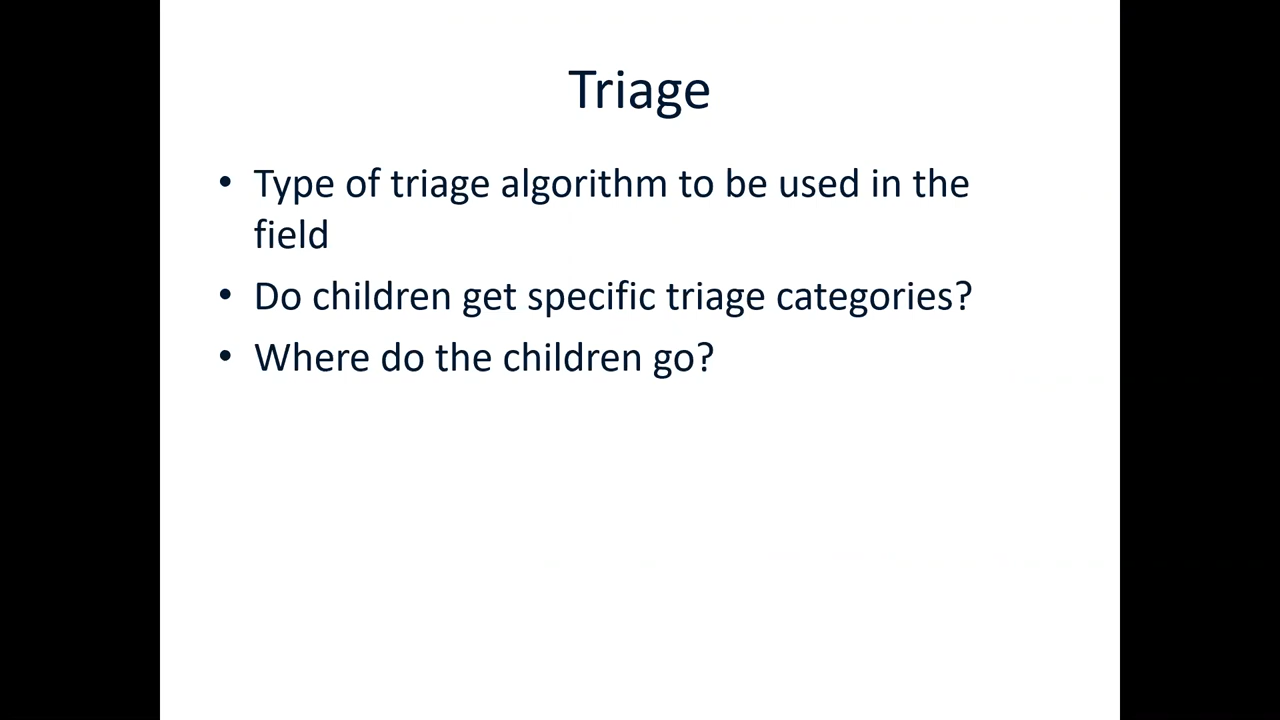 Triage
• Type of triage algorithm to be used in the
field
• Do children get specific triage categories?
• Where do the children go?